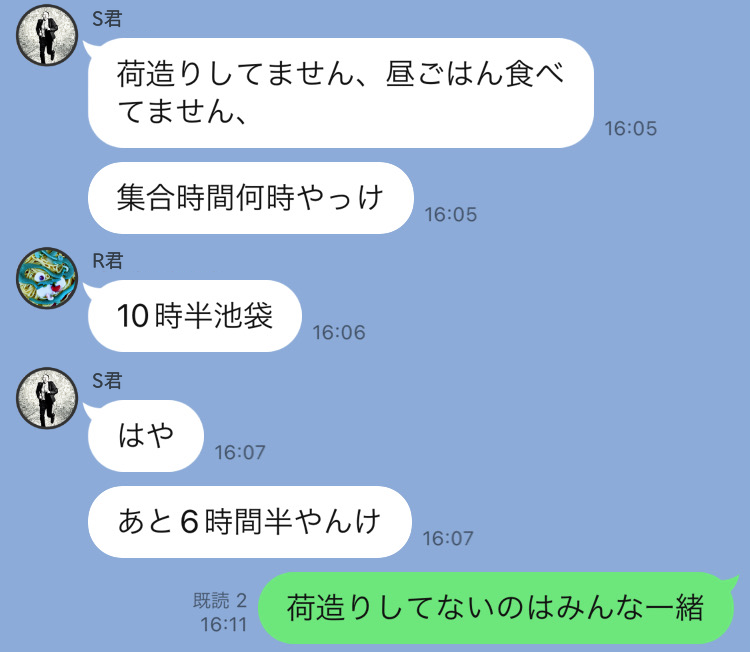 S君
荷造りしてません、昼ごはん食べ
てません、
16:05
集合時間何時やっけ
16:05
R君
10時半池袋
16:06
S君
はや
16:07
あと6時間半やんけ
16:07
既読 2
16:11
荷造りしてないのはみんな一緒